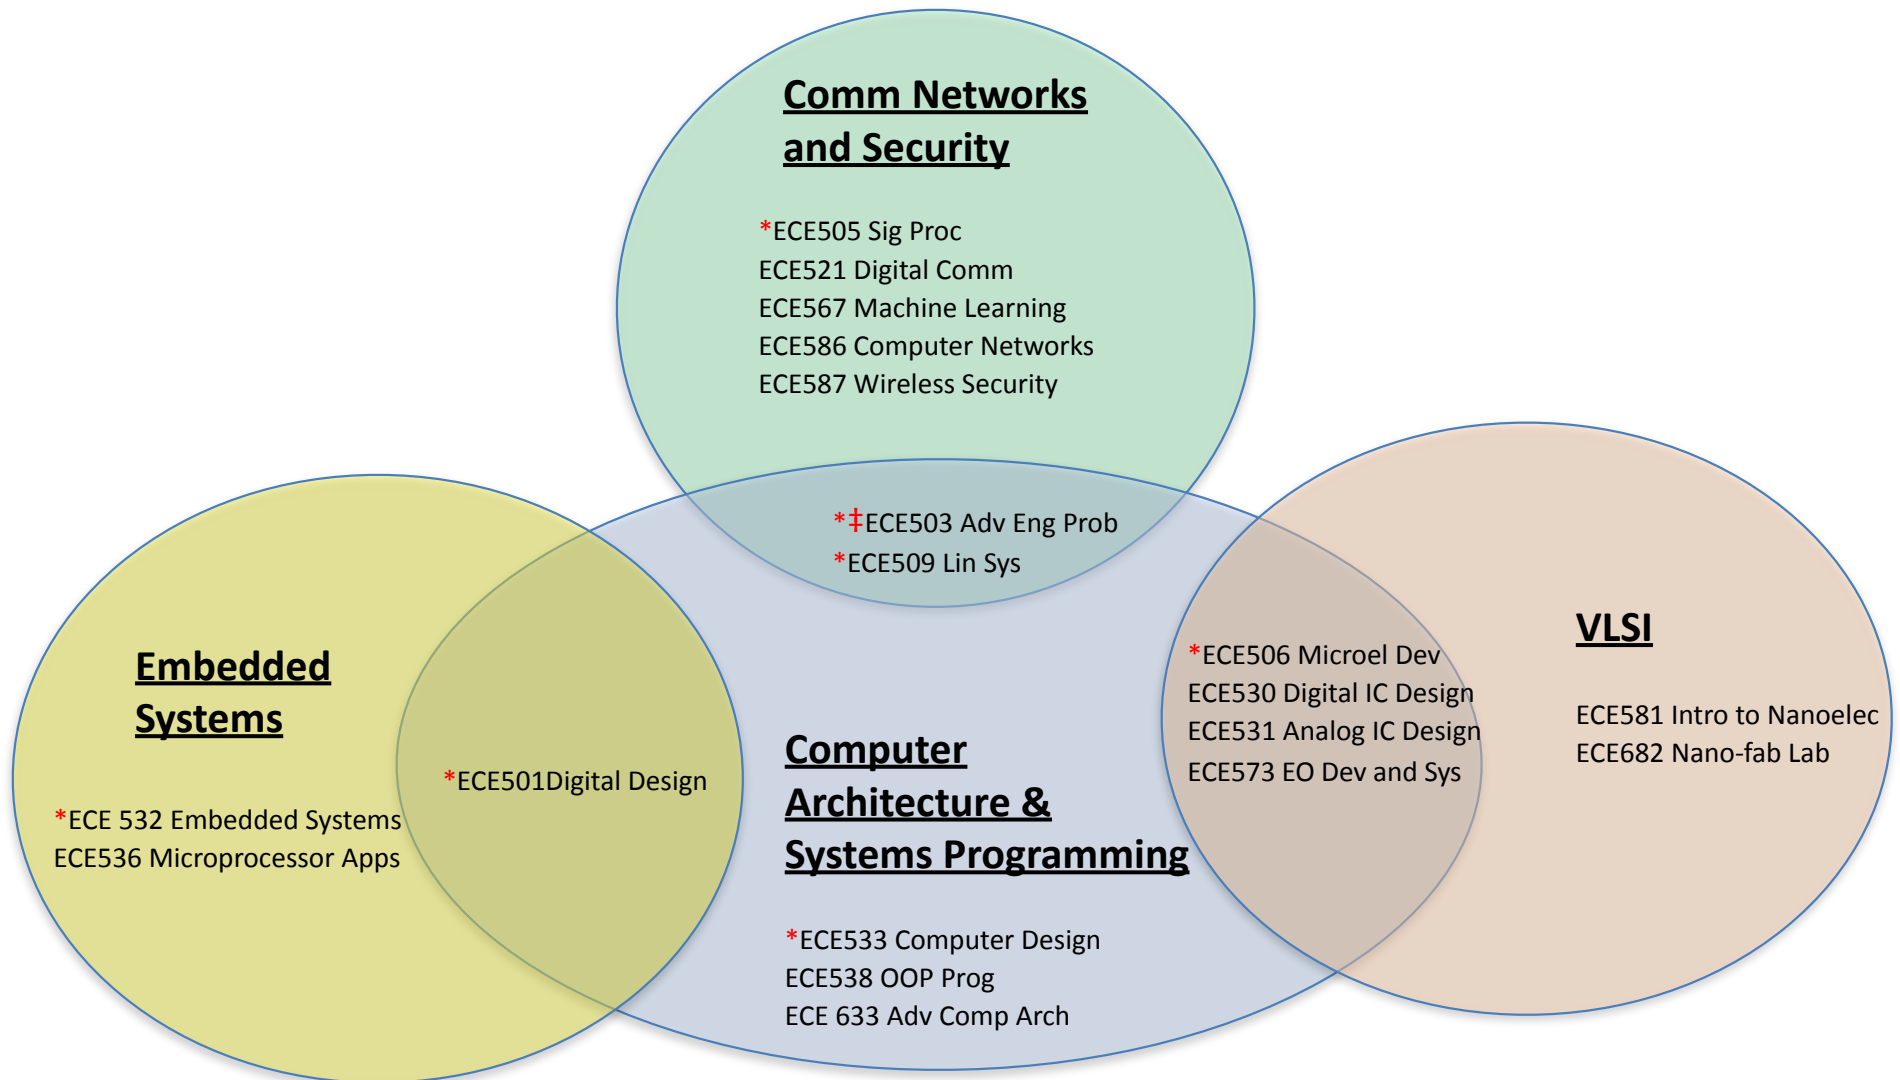 Comm Networks
and Security
*ECE505 Sig Proc
ECE521 Digital Comm
ECE567 Machine Learning
ECE586 Computer Networks
ECE587 Wireless Security
*‡ECE503 Adv Eng Prob
*ECE509 Lin Sys
Embedded
Systems
*ECE 532 Embedded Systems
ECE536 Microprocessor Apps
*ECE501Digital Design
Computer
Architecture &
Systems Programming
*ECE533 Computer Design
ECE538 OOP Prog
ECE 633 Adv Comp Arch
*ECE506 Microel Dev
ECE530 Digital IC Design
ECE531 Analog IC Design
ECE573 EO Dev and Sys
VLSI
ECE581 Intro to Nanoelec
ECE682 Nano-fab Lab